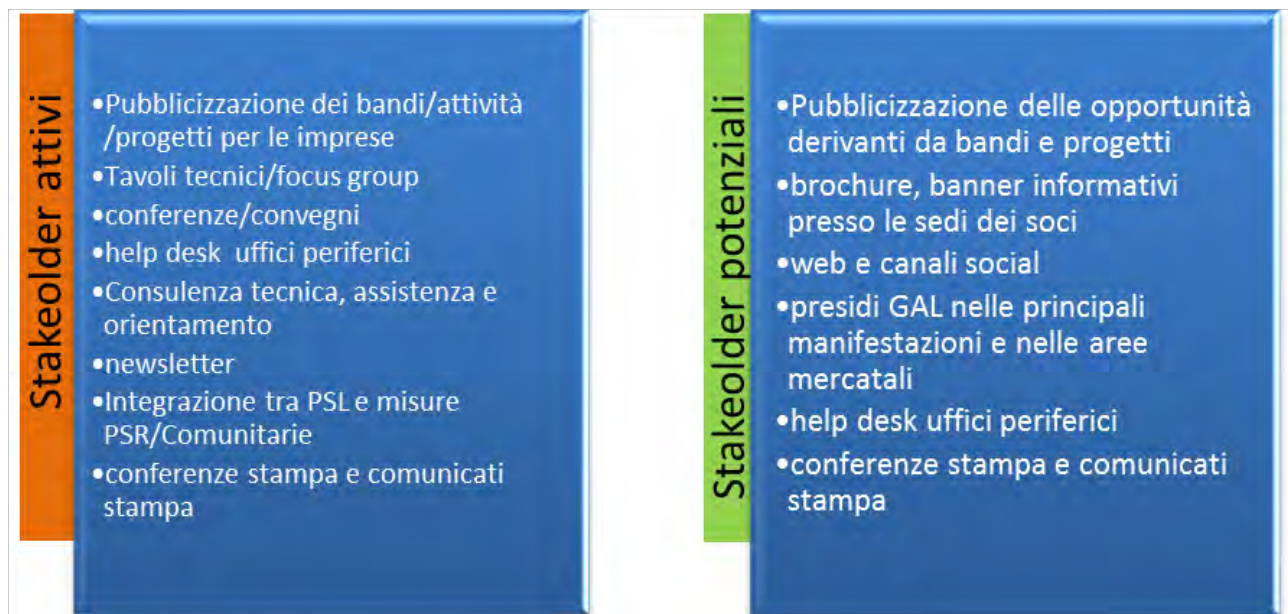 Stakeolder attivi
•Pubblicizzazione dei bandi/attività
/progetti per le imprese
•Tavoli tecnici/focus group
•conferenze/convegni
•help desk uffici periferici
•Consulenza tecnica, assistenza e
orientamento
•newsletter
•Integrazione tra PSL e misure
PSR/Comunitarie
•conferenze stampa e comunicati
stampa
Stakeolder potenziali
•Pubblicizzazione delle opportunità
derivanti da bandi e progetti
•brochure, banner informativi
presso le sedi dei soci
•web e canali social
•presidi GAL nelle principali
manifestazioni e nelle aree
mercatali
•help desk uffici periferici
•conferenze stampa e comunicati
stampa